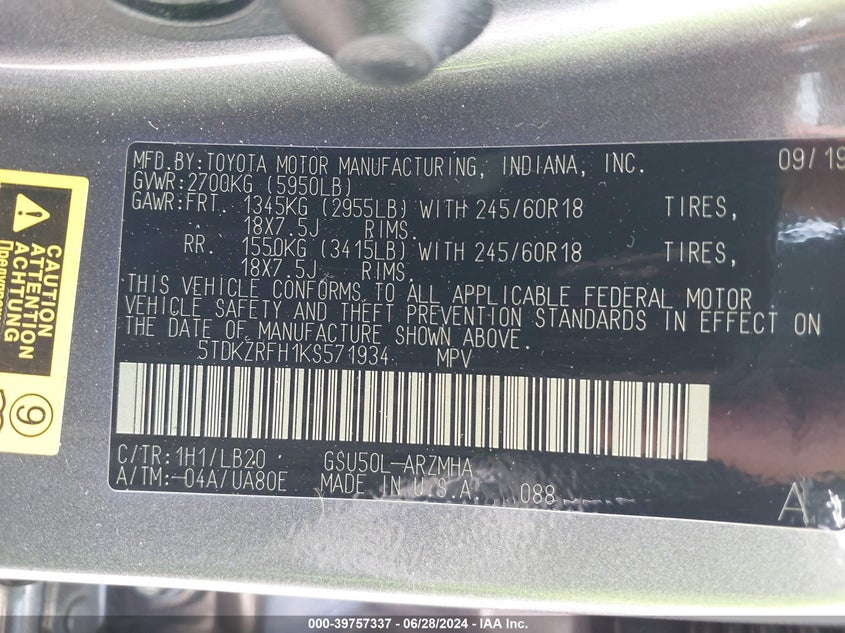 MFD.BY:TOYOTA MOTOR MANUFACTURING, INDIANA, INC. 09/19
GVWR:2700KG (5950LB)
GAWR:FRT. 1345KG (2955LB) WITH 245/60R18 TIRES,
18X7.5J RIMS.
RR. 1550KG (3415LB) WITH 245/60R18 TIRES,
18X7.5J RIMS.
THIS VEHICLE CONFORMS TO ALL APPLICABLE FEDERAL MOTOR
VEHICLE SAFETY AND THEFT PREVENTION STANDARDS IN EFFECT ON
THE DATE OF MANUFACTURE SHOWN ABOVE.
5TDKZRFH1KS571934 MPV
C/TR:1H1/LB20 GSU50L-ARZMHA
A/TM:-04A/UA80E MADE IN U.S.A. 088 A
CAUTION
ATTENTION
ACHTUNG
9
000-39757337 / 06/28/2024 / IAA Inc.